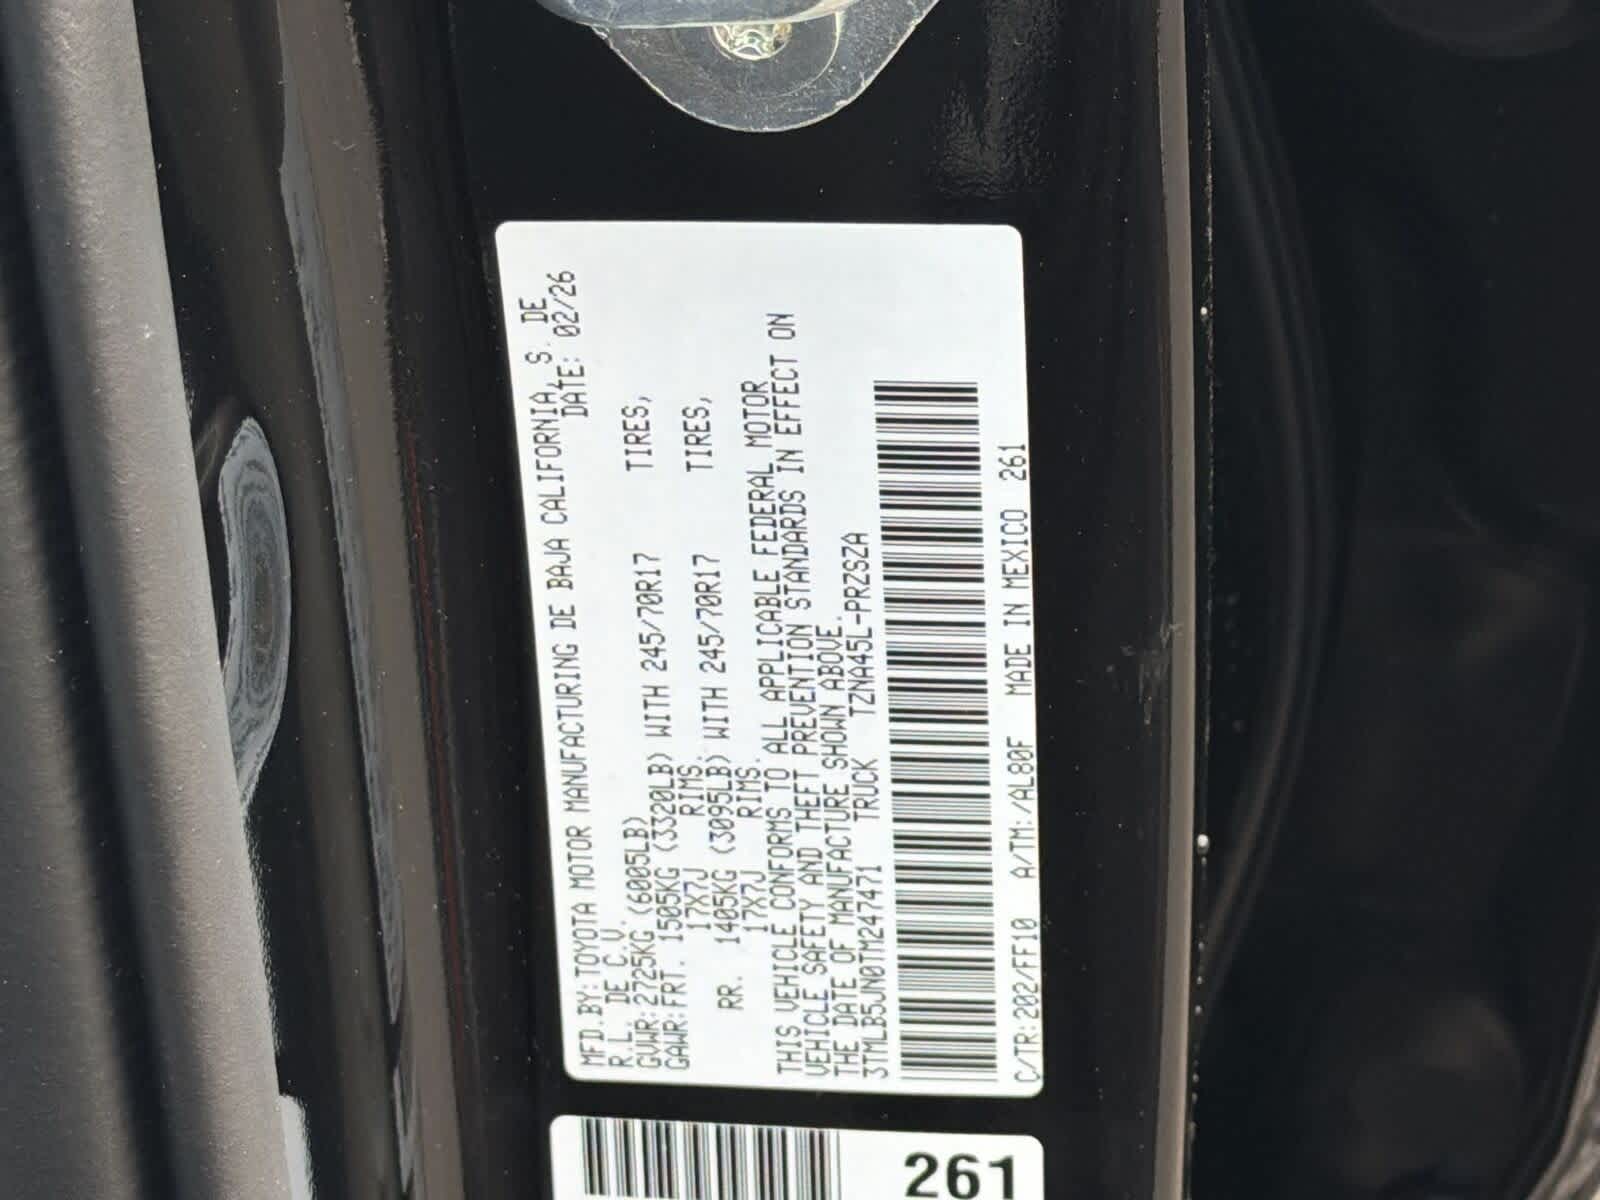 MFD.BY:TOYOTA MOTOR MANUFACTURING DE BAJA CALIFORNIA, S. DE
R.L. DE C.V. DATE: 02/26
GVWR:2725KG (6005LB)
GAWR:FRT. 1505KG (3320LB) WITH 245/70R17 TIRES,
17X7J RIMS.
RR. 1405KG (3095LB) WITH 245/70R17 TIRES,
17X7J RIMS.
THIS VEHICLE CONFORMS TO ALL APPLICABLE FEDERAL MOTOR
VEHICLE SAFETY AND THEFT PREVENTION STANDARDS IN EFFECT ON
THE DATE OF MANUFACTURE SHOWN ABOVE.
3TMLB5JN0TM247471 TRUCK TZNA45L-PRZSZA
C/TR:202/FF10 A/TM:/AL80F MADE IN MEXICO 261
261